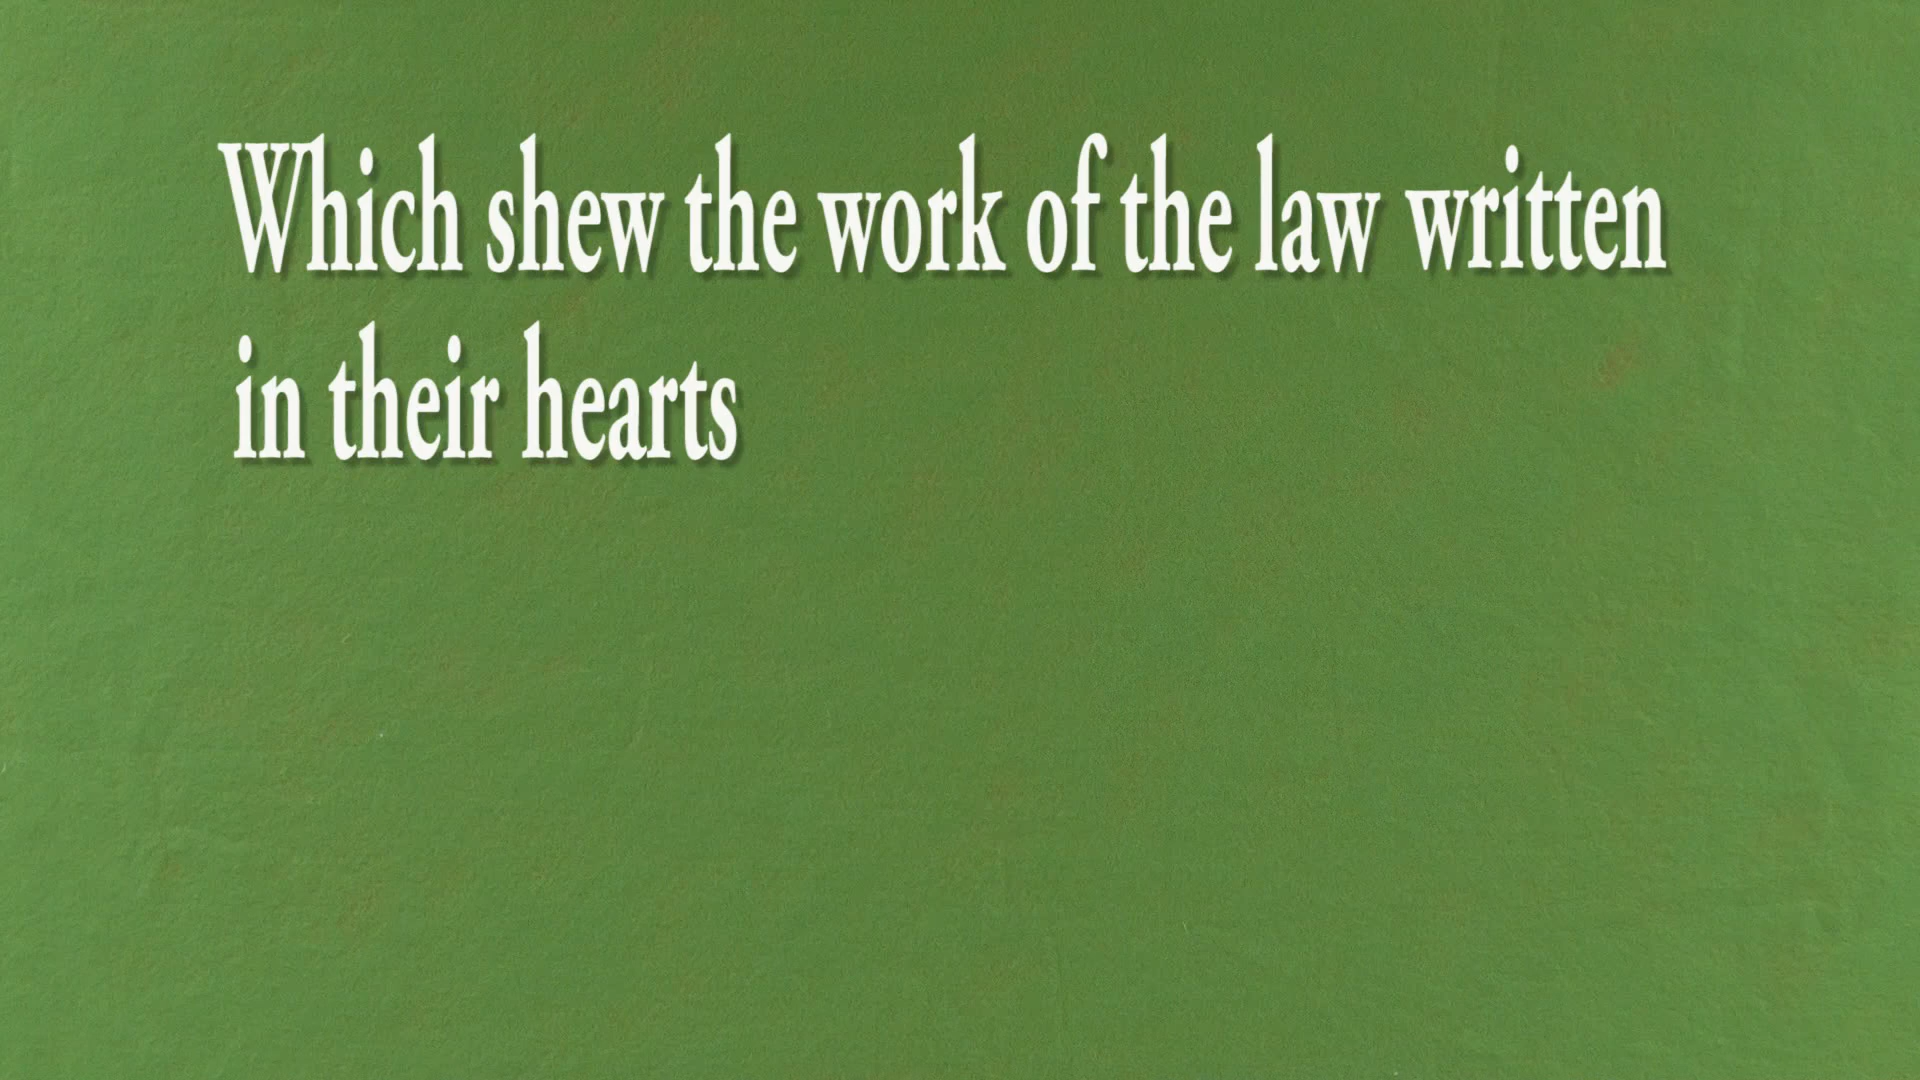 Which shew the work of the law written
in their hearts